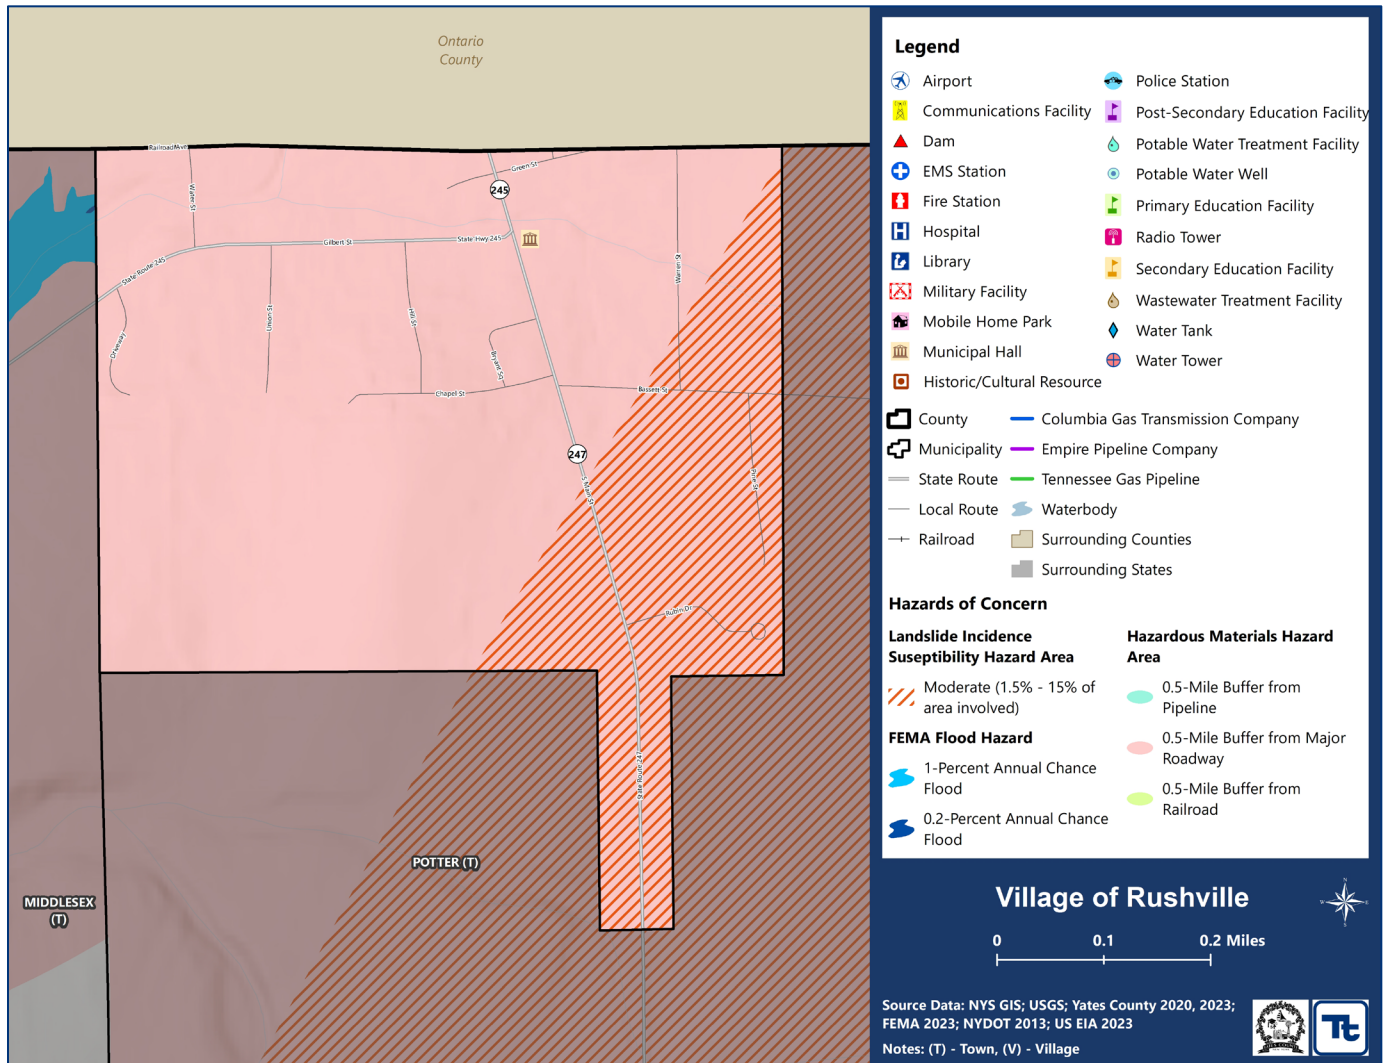 Ontario
County
Railroad Ave
Water St
Green St
245
State Hwy 245
Gilbert St
State Route 245
Driveway
Union St
Hill St
Bryant Sq
Warren St
Chapel St
Bassett St
247
S Main St
Pine St
Rubin Dr
State Route 247
POTTER (T)
MIDDLESEX
(T)
Legend
Airport
Communications Facility
Dam
EMS Station
Fire Station
Hospital
Library
Military Facility
Mobile Home Park
Municipal Hall
Historic/Cultural Resource
Police Station
Post-Secondary Education Facility
Potable Water Treatment Facility
Potable Water Well
Primary Education Facility
Radio Tower
Secondary Education Facility
Wastewater Treatment Facility
Water Tank
Water Tower
County
Municipality
State Route
Local Route
Railroad
Columbia Gas Transmission Company
Empire Pipeline Company
Tennessee Gas Pipeline
Waterbody
Surrounding Counties
Surrounding States
Hazards of Concern
Landslide Incidence
Suseptibility Hazard Area
Moderate (1.5% - 15% of
area involved)
FEMA Flood Hazard
1-Percent Annual Chance
Flood
0.2-Percent Annual Chance
Flood
Hazardous Materials Hazard
Area
0.5-Mile Buffer from
Pipeline
0.5-Mile Buffer from Major
Roadway
0.5-Mile Buffer from
Railroad
Village of Rushville
N
W
E
S
0 0.1 0.2 Miles
Source Data: NYS GIS; USGS; Yates County 2020, 2023;
FEMA 2023; NYDOT 2013; US EIA 2023
Notes: (T) - Town, (V) - Village
Tt